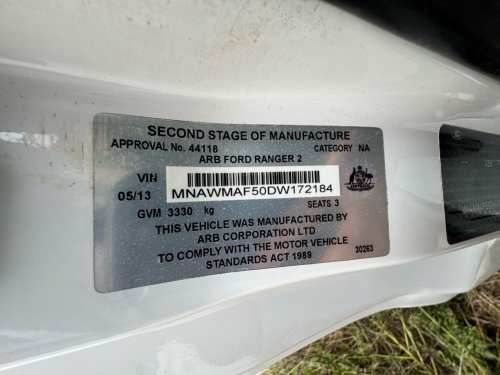 SECOND STAGE OF MANUFACTURE
APPROVAL No. 44118 CATEGORY NA
ARB FORD RANGER 2
VIN
05/13 MNAWMAF50DW172184
GVM 3330 kg SEATS 3
THIS VEHICLE WAS MANUFACTURED BY
ARB CORPORATION LTD
TO COMPLY WITH THE MOTOR VEHICLE
STANDARDS ACT 1989 30263